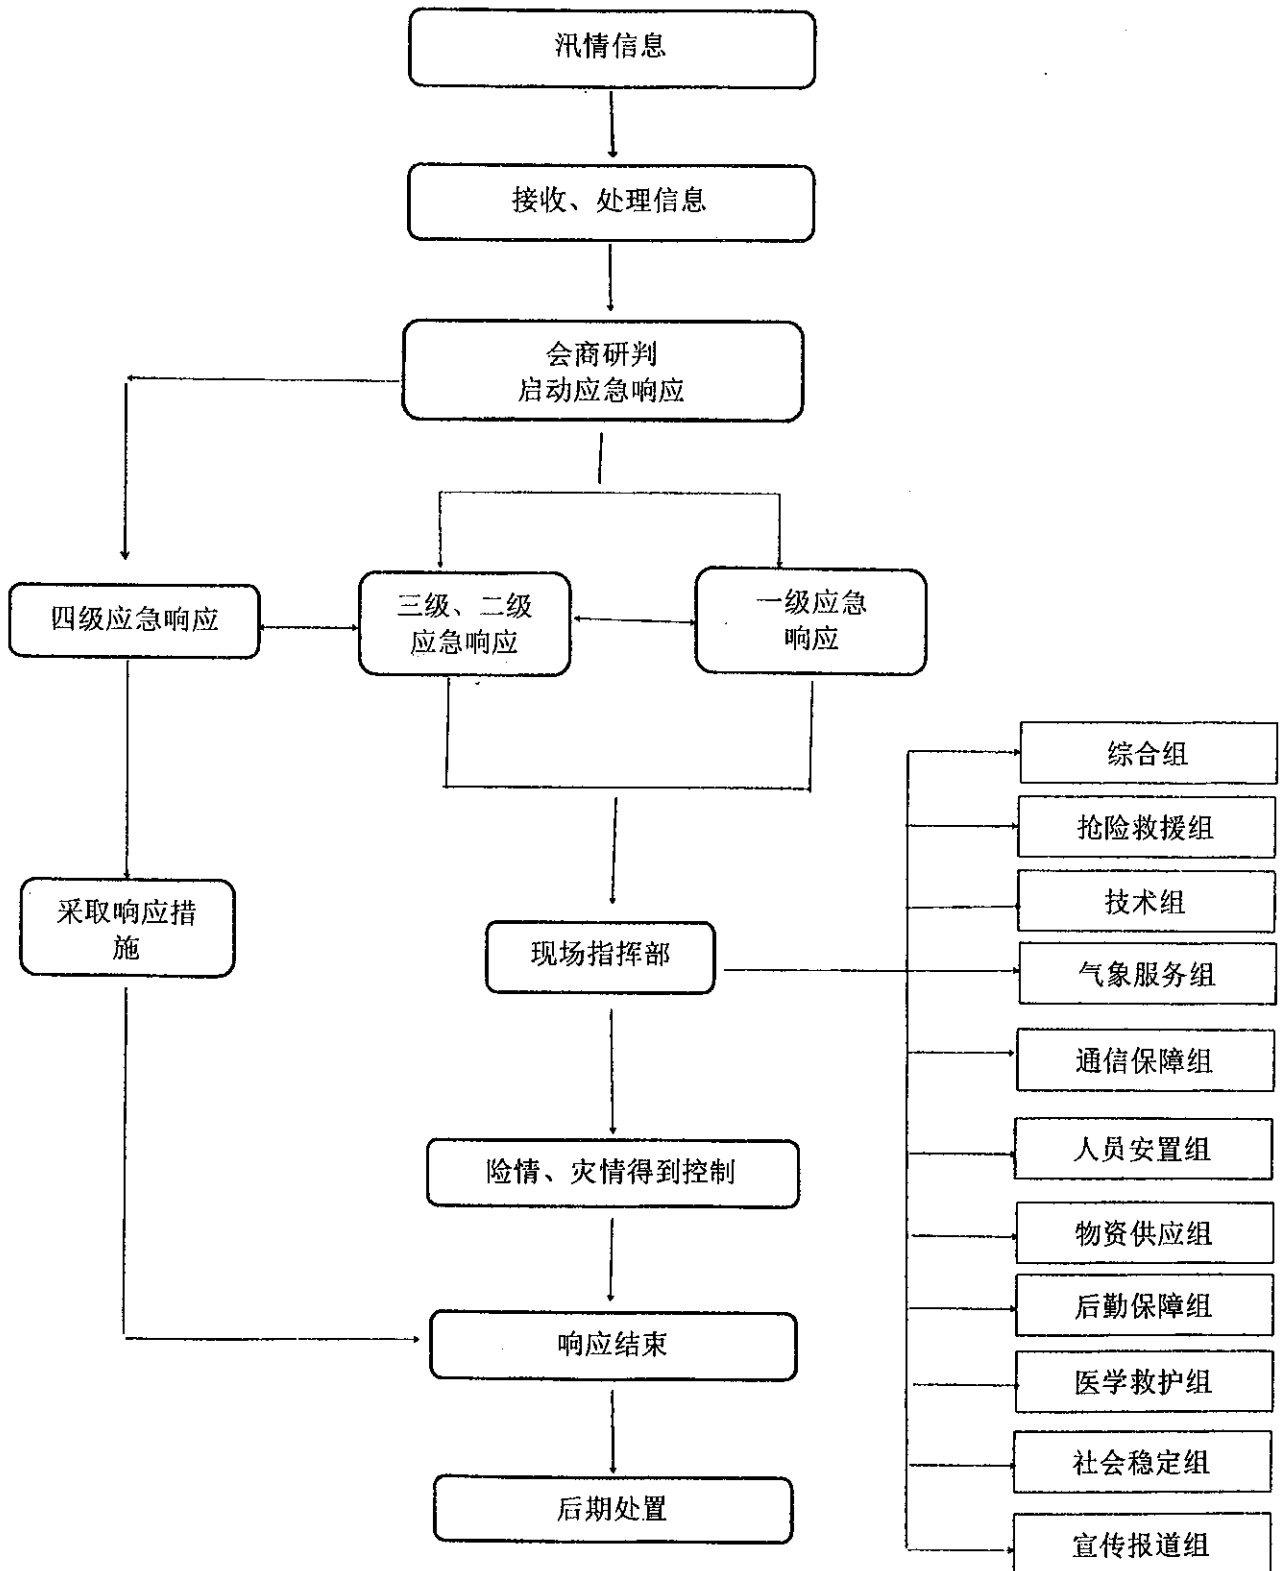 汛情信息
接收、处理信息
会商研判
启动应急响应
四级应急响应
三级、二级
应急响应
一级应急
响应
采取响应措
施
现场指挥部
险情、灾情得到控制
响应结束
后期处置
综合组
抢险救援组
技术组
气象服务组
通信保障组
人员安置组
物资供应组
后勤保障组
医学救护组
社会稳定组
宣传报道组